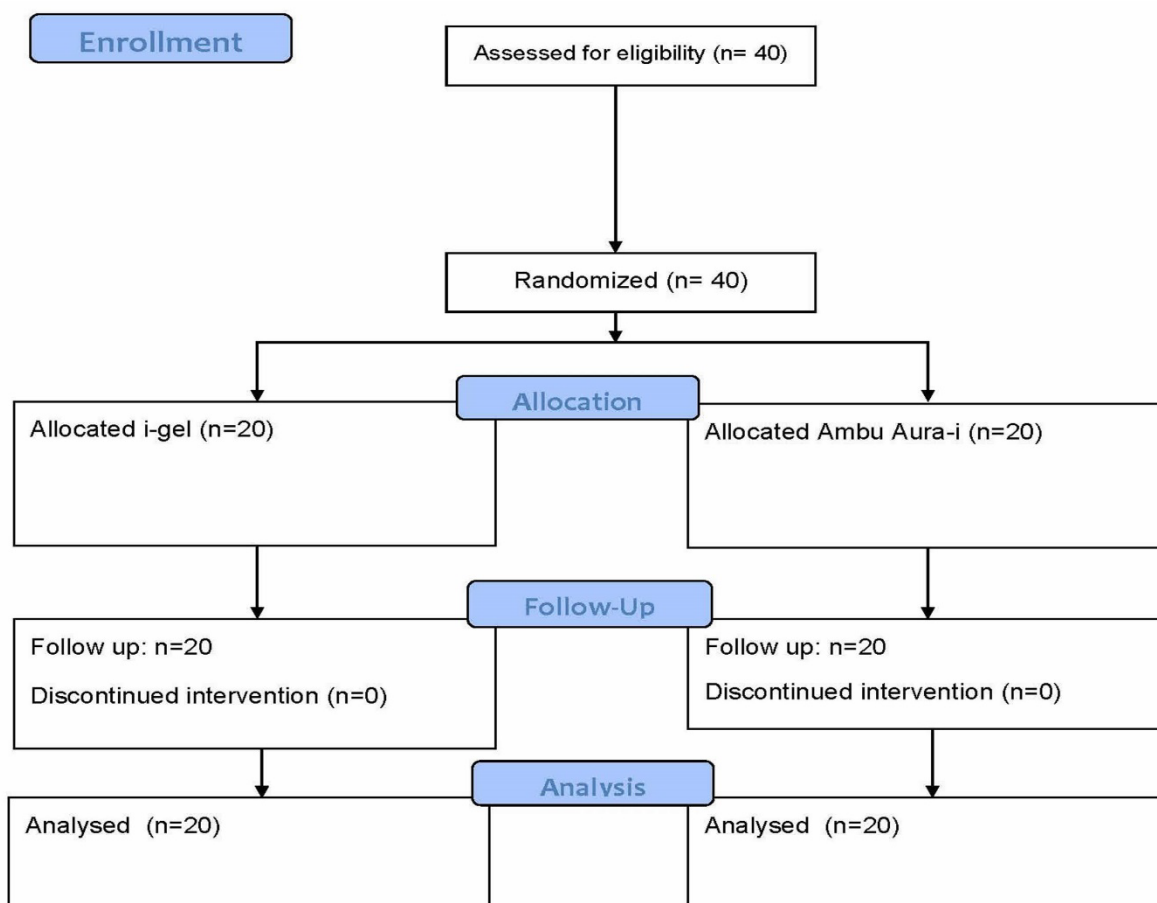 Enrollment
Assessed for eligibility (n= 40)
Randomized (n= 40)
Allocation
Allocated i-gel (n=20)
Allocated Ambu Aura-i (n=20)
Follow-Up
Follow up: n=20
Discontinued intervention (n=0)
Follow up: n=20
Discontinued intervention (n=0)
Analysis
Analysed (n=20)
Analysed (n=20)